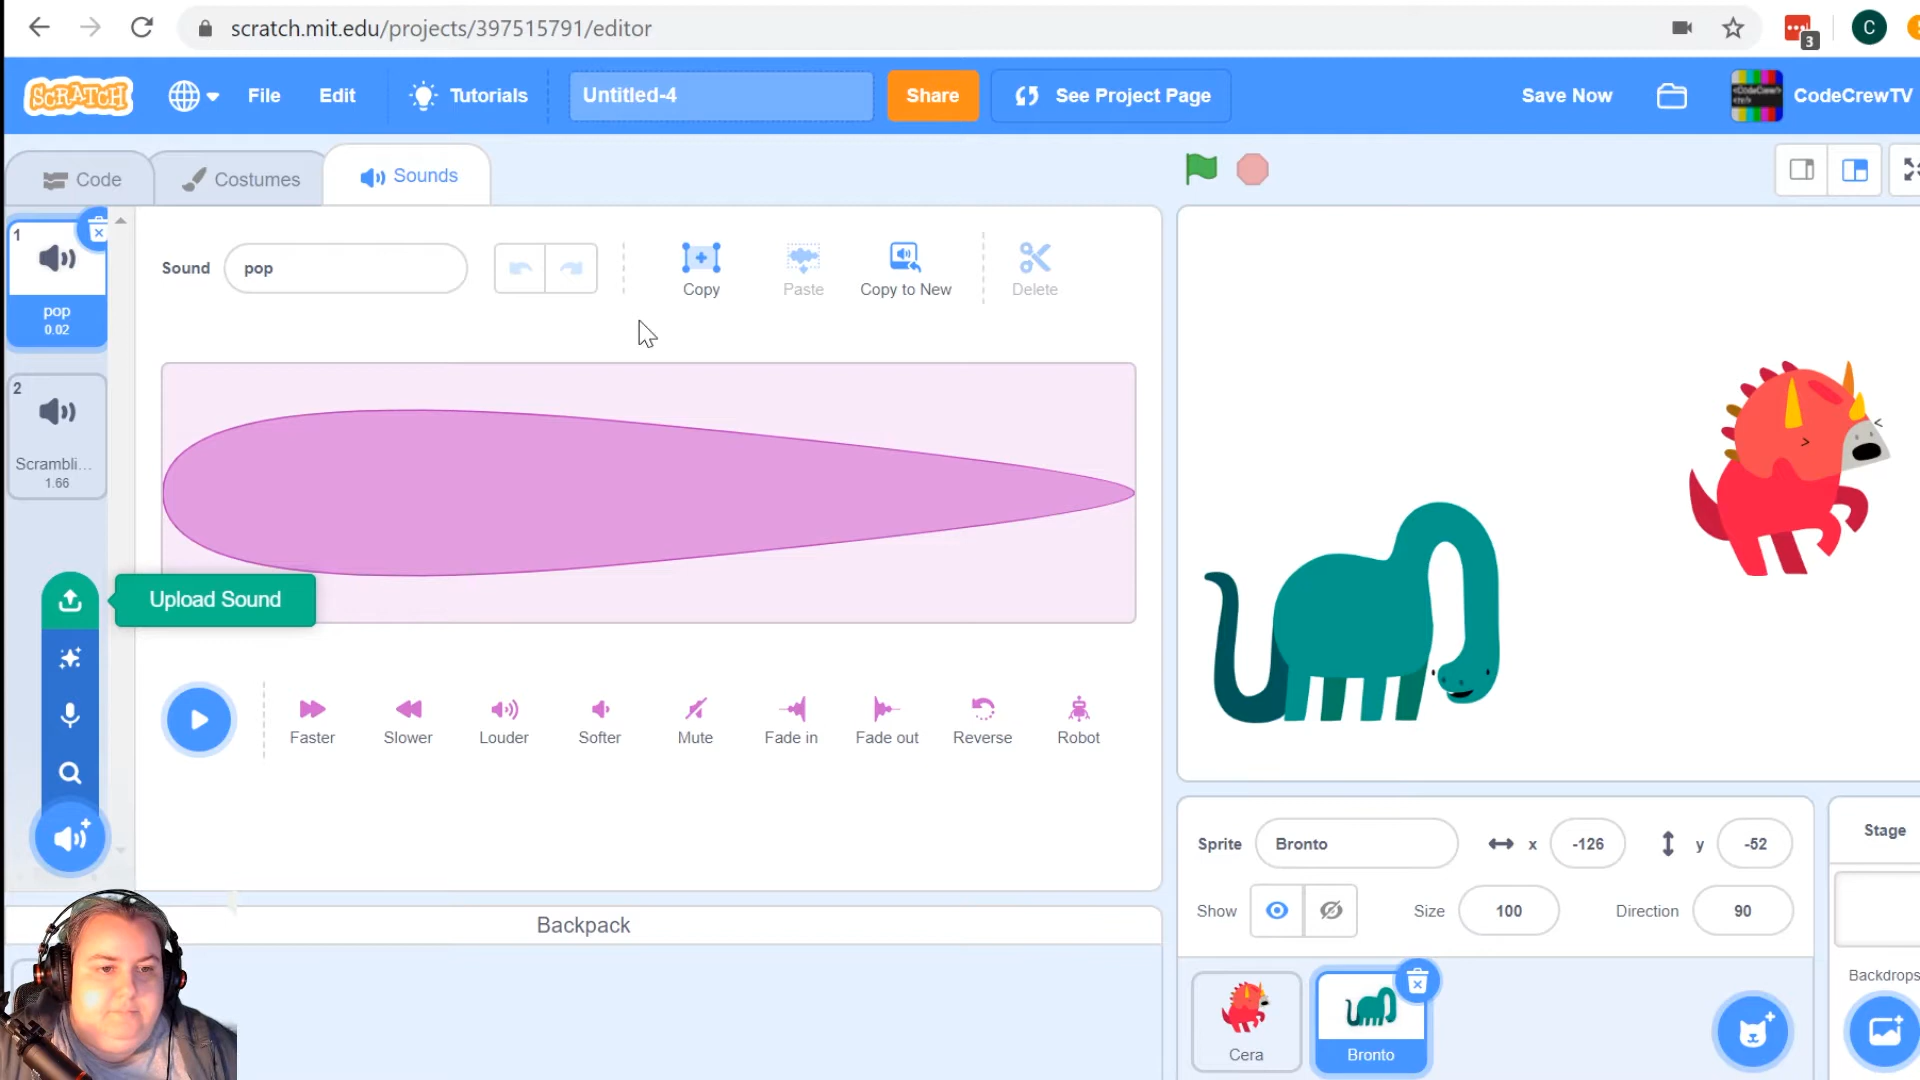 scratch.mit.edu/projects/397515791/editor
3
C
SCRATCH
File
Edit
Tutorials
Untitled-4
Share
See Project Page
Save Now
CodeCrewTV
Code
Costumes
Sounds
1
pop
0.02
2
Scrambli...
1.66
Sound
pop
Copy
Paste
Copy to New
Delete
Upload Sound
Faster
Slower
Louder
Softer
Mute
Fade in
Fade out
Reverse
Robot
Backpack
Sprite
Bronto
x
-126
y
-52
Show
Size
100
Direction
90
Cera
Bronto
Stage
Backdrops